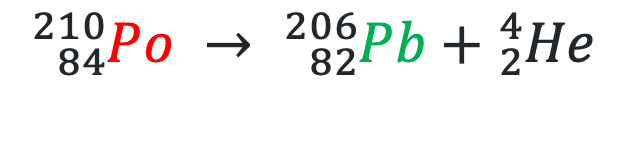 ²¹⁰₈₄Po → ²⁰⁶₈₂Pb + ⁴₂He